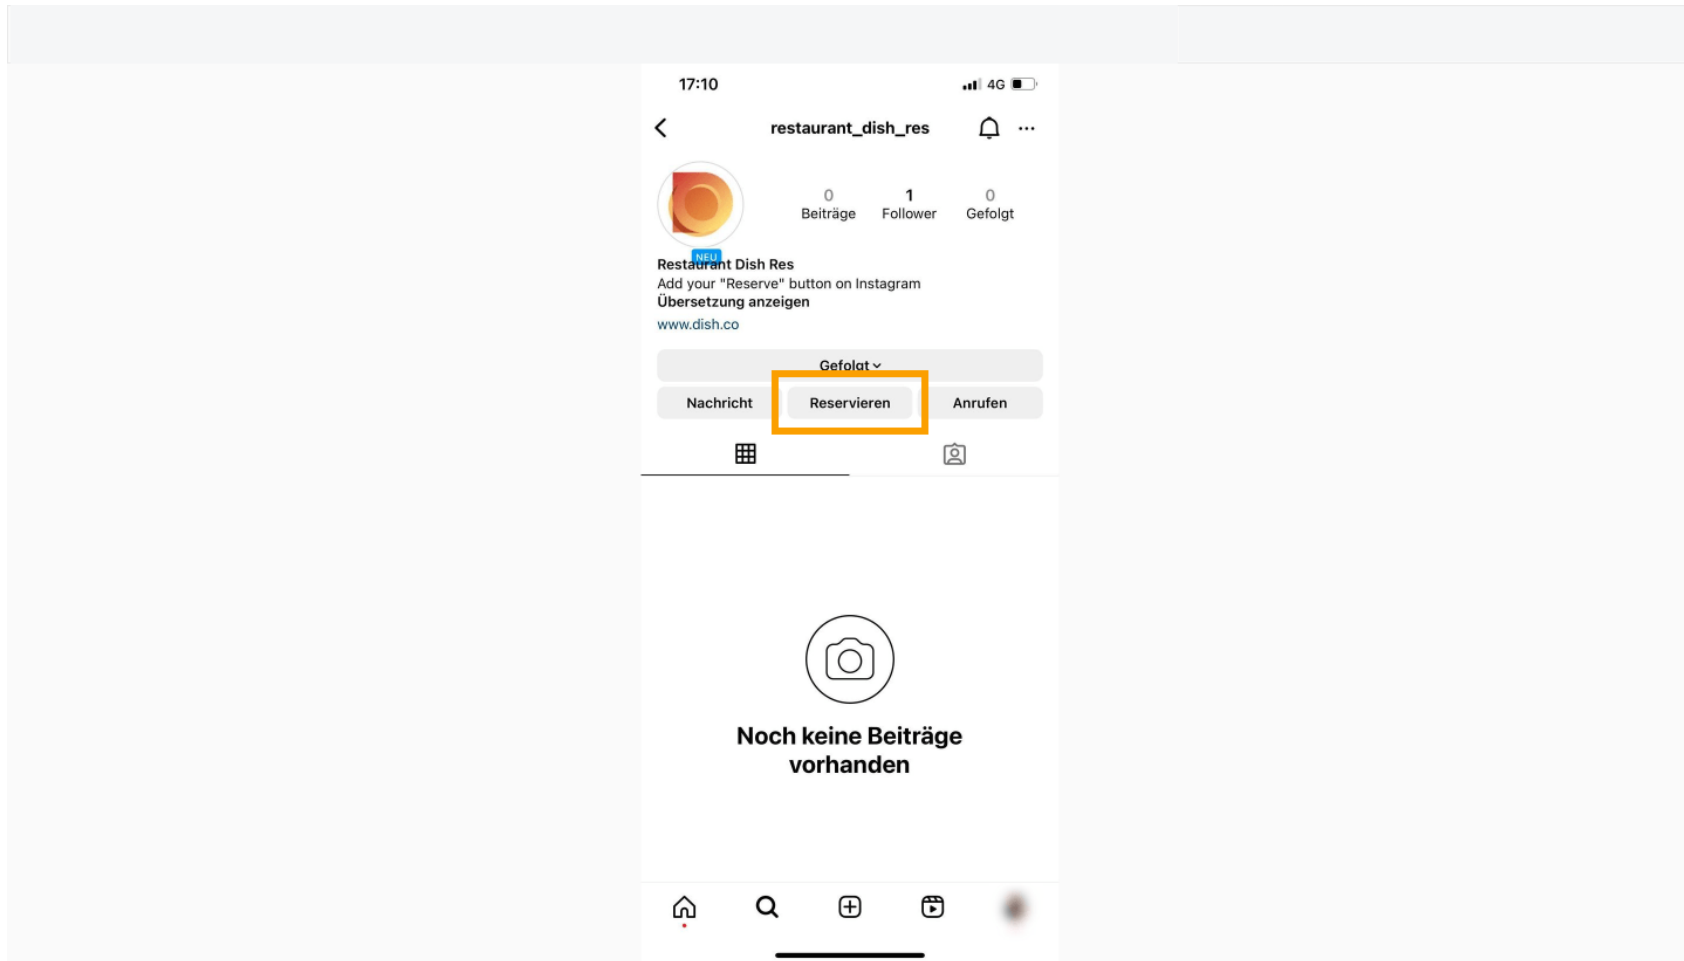 17:10 4G
restaurant_dish_res
0 1 0
Beiträge Follower Gefolgt
NEU
Restaurant Dish Res
Add your "Reserve" button on Instagram
Übersetzung anzeigen
www.dish.co
Gefolgt
Nachricht Reservieren Anrufen
Noch keine Beiträge
vorhanden